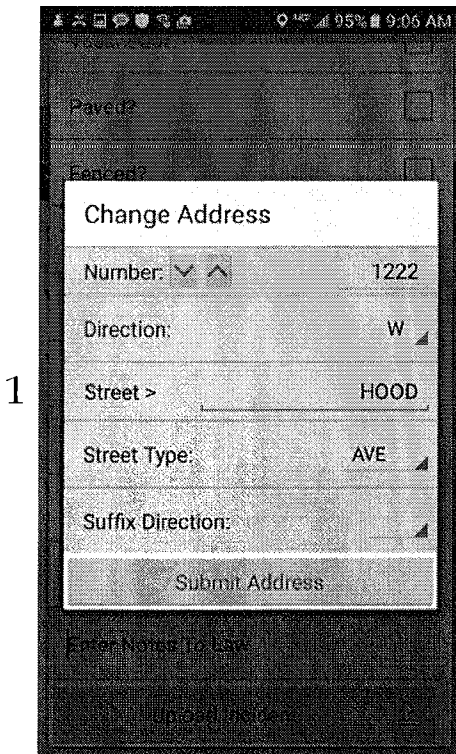 95% 9:06 AM
Paved?
Fenced?
Change Address
Number: 1222
Direction: W
1
Street > HOOD
Street Type: AVE
Suffix Direction:
Submit Address
Enter Notes To Law
Upload Incident